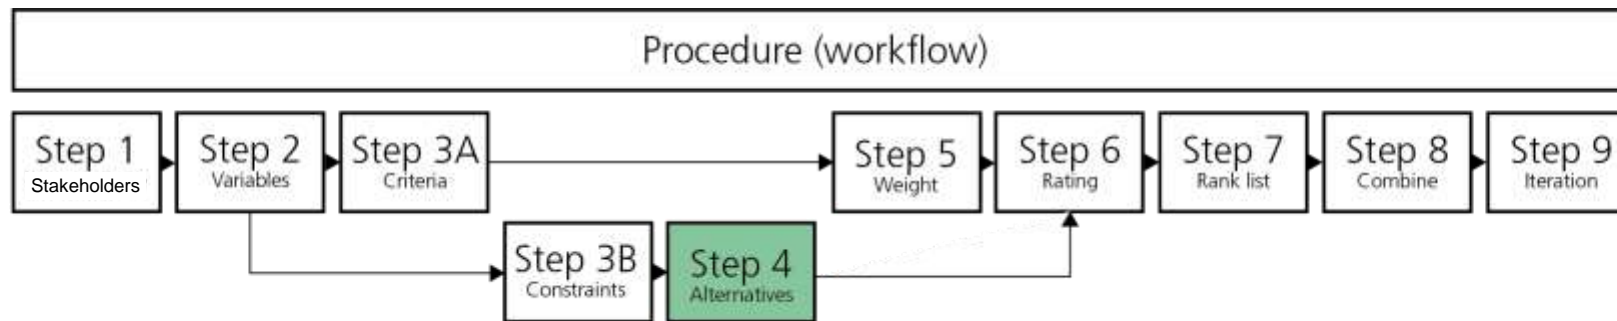 Procedure (workflow)
Step 1
Stakeholders
Step 2
Variables
Step 3A
Criteria
Step 5
Weight
Step 6
Rating
Step 7
Rank list
Step 8
Combine
Step 9
Iteration
Step 3B
Constraints
Step 4
Alternatives